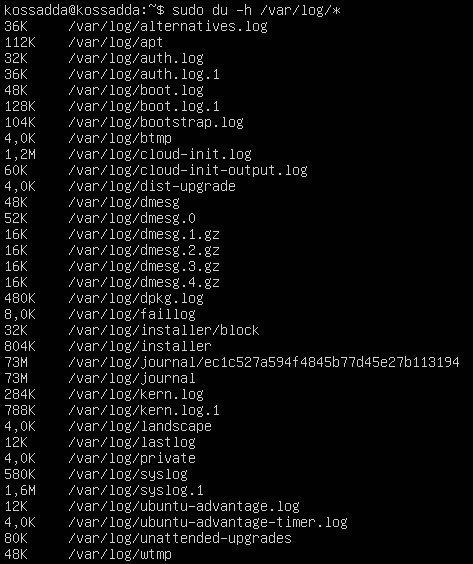 kossadda@kossadda:~$ sudo du -h /var/log/*
36K /var/log/alternatives.log
112K /var/log/apt
32K /var/log/auth.log
36K /var/log/auth.log.1
48K /var/log/boot.log
128K /var/log/boot.log.1
104K /var/log/bootstrap.log
4,0K /var/log/btmp
1,2M /var/log/cloud-init.log
60K /var/log/cloud-init-output.log
4,0K /var/log/dist-upgrade
48K /var/log/dmesg
52K /var/log/dmesg.0
16K /var/log/dmesg.1.gz
16K /var/log/dmesg.2.gz
16K /var/log/dmesg.3.gz
16K /var/log/dmesg.4.gz
480K /var/log/dpkg.log
8,0K /var/log/faillog
32K /var/log/installer/block
804K /var/log/installer
73M /var/log/journal/ec1c527a594f4845b77d45e27b113194
73M /var/log/journal
284K /var/log/kern.log
788K /var/log/kern.log.1
4,0K /var/log/landscape
12K /var/log/lastlog
4,0K /var/log/private
580K /var/log/syslog
1,6M /var/log/syslog.1
12K /var/log/ubuntu-advantage.log
4,0K /var/log/ubuntu-advantage-timer.log
80K /var/log/unattended-upgrades
48K /var/log/wtmp